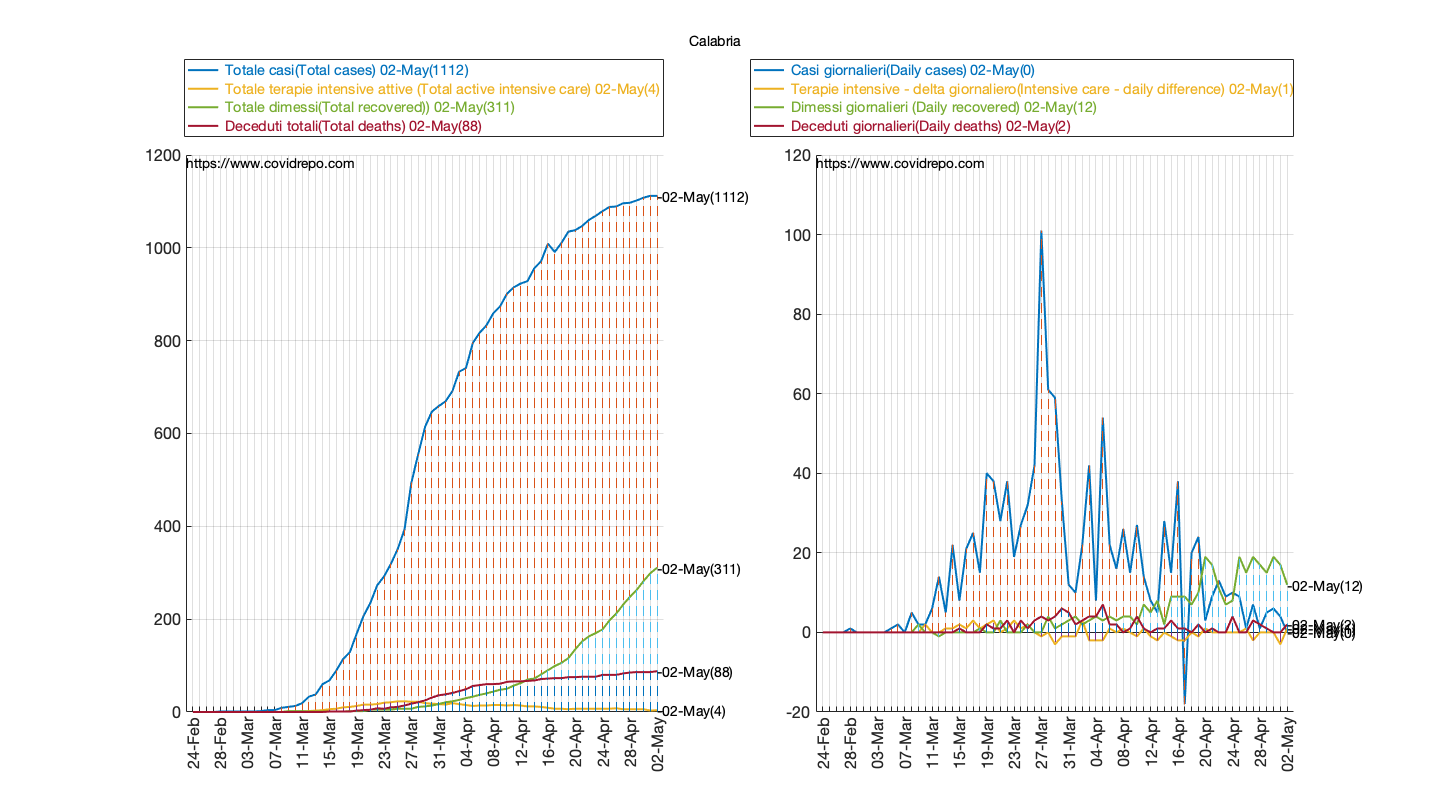 Calabria
Totale casi(Total cases) 02-May(1112)
Totale terapie intensive attive (Total active intensive care) 02-May(4)
Totale dimessi(Total recovered)) 02-May(311)
Deceduti totali(Total deaths) 02-May(88)
https://www.covidrepo.com
1200
1000
800
600
400
200
0
02-May(1112)
02-May(311)
02-May(88)
02-May(4)
24-Feb
28-Feb
03-Mar
07-Mar
11-Mar
15-Mar
19-Mar
23-Mar
27-Mar
31-Mar
04-Apr
08-Apr
12-Apr
16-Apr
20-Apr
24-Apr
28-Apr
02-May
Casi giornalieri(Daily cases) 02-May(0)
Terapie intensive - delta giornaliero(Intensive care - daily difference) 02-May(1)
Dimessi giornalieri (Daily recovered) 02-May(12)
Deceduti giornalieri(Daily deaths) 02-May(2)
https://www.covidrepo.com
120
100
80
60
40
20
0
-20
02-May(12)
02-May(2)
24-Feb
28-Feb
03-Mar
07-Mar
11-Mar
15-Mar
19-Mar
23-Mar
27-Mar
31-Mar
04-Apr
08-Apr
12-Apr
16-Apr
20-Apr
24-Apr
28-Apr
02-May